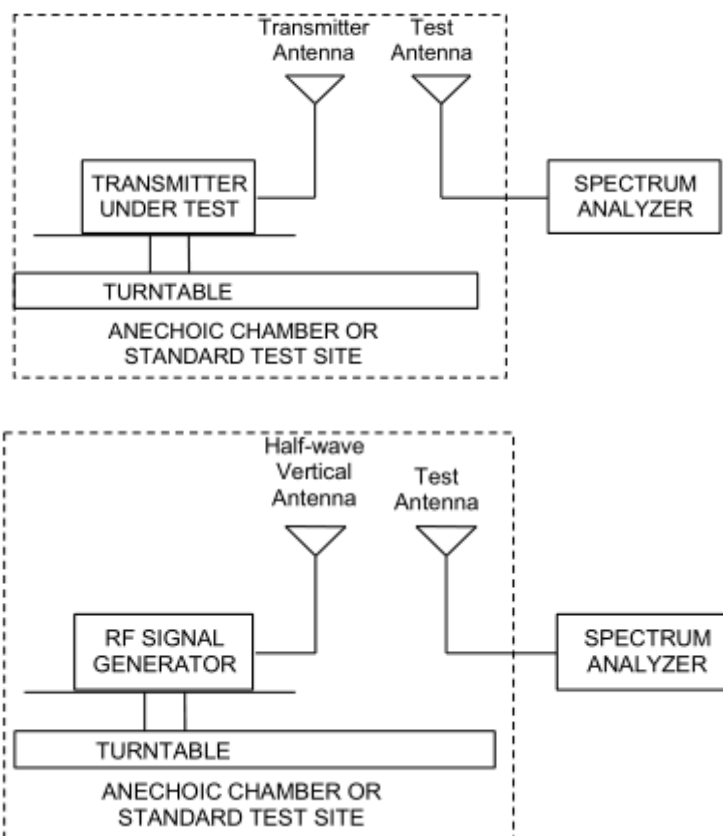 Transmitter
Antenna
Test
Antenna
TRANSMITTER
UNDER TEST
SPECTRUM
ANALYZER
TURNTABLE
ANECHOIC CHAMBER OR
STANDARD TEST SITE
Half-wave
Vertical
Antenna
Test
Antenna
RF SIGNAL
GENERATOR
SPECTRUM
ANALYZER
TURNTABLE
ANECHOIC CHAMBER OR
STANDARD TEST SITE